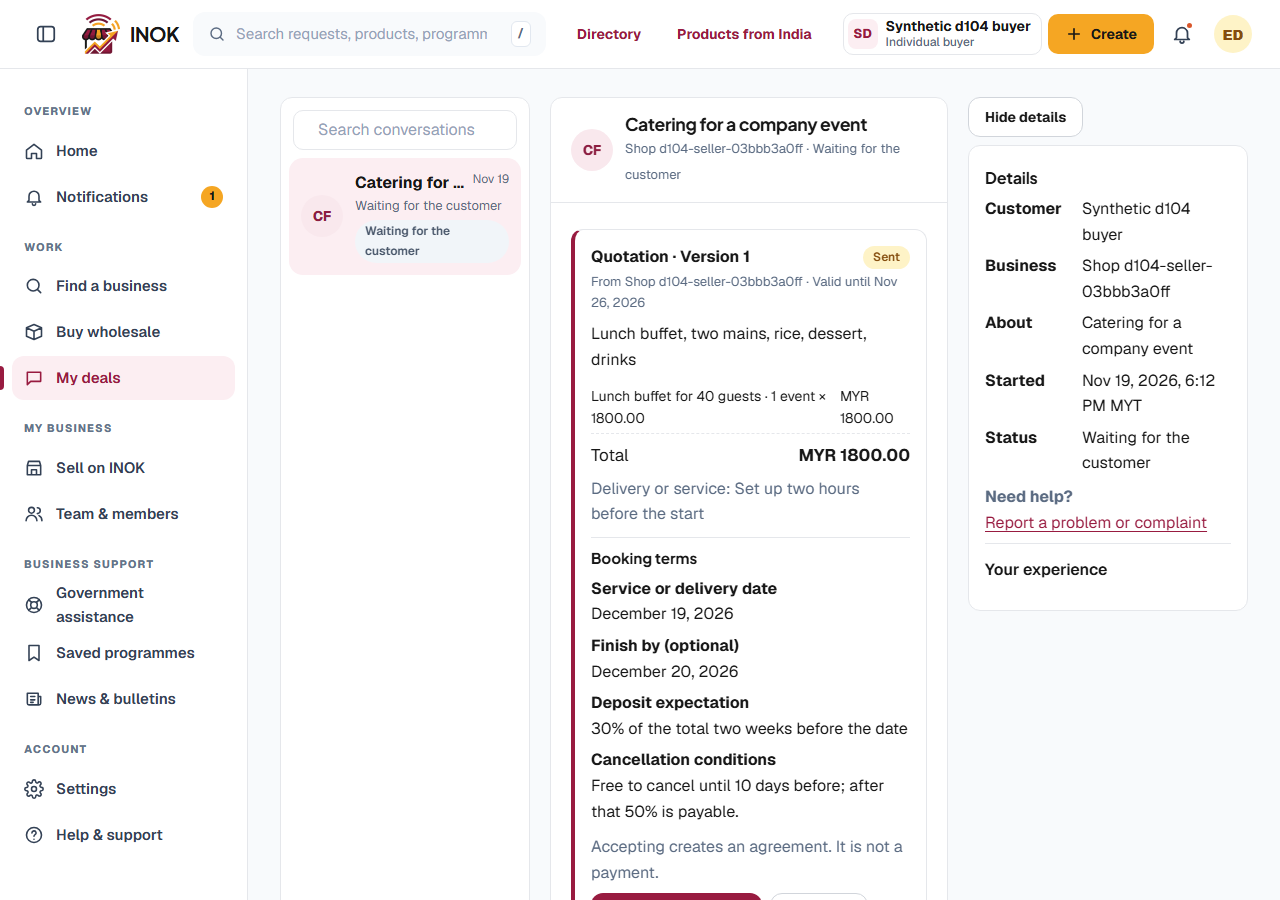 INOK
Search requests, products, programn
/
Directory
Products from India
SD
Synthetic d104 buyer
Individual buyer
Create
ED
OVERVIEW
Home
Notifications
1
WORK
Find a business
Buy wholesale
My deals
MY BUSINESS
Sell on INOK
Team & members
BUSINESS SUPPORT
Government
assistance
Saved programmes
News & bulletins
ACCOUNT
Settings
Help & support
Search conversations
CF
Catering for ...
Nov 19
Waiting for the customer
Waiting for the
customer
CF
Catering for a company event
Shop d104-seller-03bbb3a0ff · Waiting for the
customer
Quotation · Version 1
Sent
From Shop d104-seller-03bbb3a0ff · Valid until Nov
26, 2026
Lunch buffet, two mains, rice, dessert,
drinks
Lunch buffet for 40 guests · 1 event ×
1800.00
MYR
1800.00
Total
MYR 1800.00
Delivery or service: Set up two hours
before the start
Booking terms
Service or delivery date
December 19, 2026
Finish by (optional)
December 20, 2026
Deposit expectation
30% of the total two weeks before the date
Cancellation conditions
Free to cancel until 10 days before; after
that 50% is payable.
Accepting creates an agreement. It is not a
payment.
Hide details
Details
Customer
Synthetic d104
buyer
Business
Shop d104-seller-
03bbb3a0ff
About
Catering for a
company event
Started
Nov 19, 2026, 6:12
PM MYT
Status
Waiting for the
customer
Need help?
Report a problem or complaint
Your experience